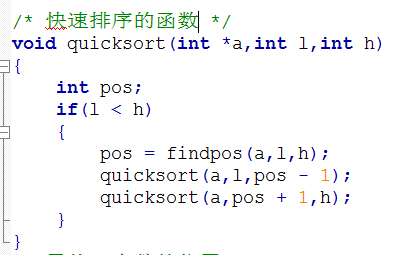 /* 快速排序的函数 */
void quicksort(int *a,int l,int h)
{
int pos;
if(l < h)
{
pos = findpos(a,l,h);
quicksort(a,l,pos - 1);
quicksort(a,pos + 1,h);
}
}